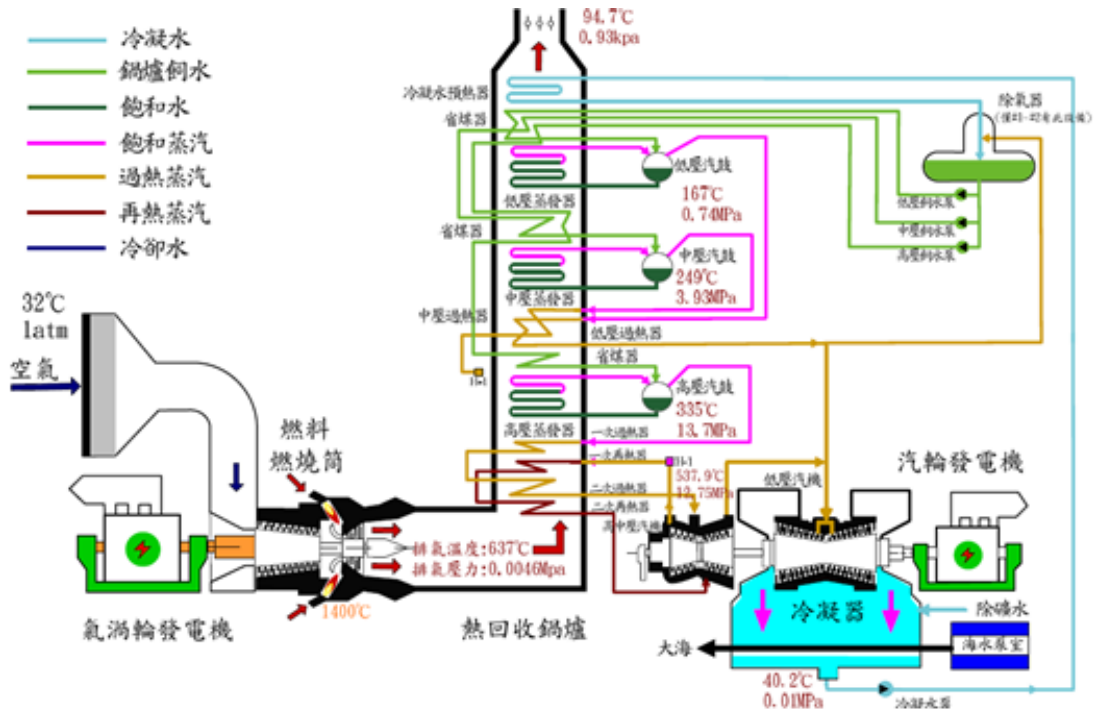 冷凝水
鍋爐飼水
飽和水
飽和蒸汽
過熱蒸汽
再熱蒸汽
冷卻水
94.7℃
0.93kpa
冷凝水預熱器
省煤器
除氧器
低壓汽鼓
167℃
0.74MPa
低壓蒸發器
低壓飼水泵
中壓飼水泵
高壓飼水泵
省煤器
中壓汽鼓
249℃
3.93MPa
中壓蒸發器
中壓過熱器
低壓過熱器
省煤器
高壓汽鼓
335℃
13.7MPa
高壓蒸發器
一次過熱器
一次再熱器
二次過熱器
二次再熱器
537.9℃
12.75MPa
高中壓汽機
低壓汽機
汽輪發電機
32℃
1atm
空氣
燃料
燃燒筒
排氣溫度:637℃
排氣壓力:0.0046Mpa
1400℃
氣渦輪發電機
熱回收鍋爐
冷凝器
除礦水
大海
海水泵室
40.2℃
0.01MPa
冷凝水泵